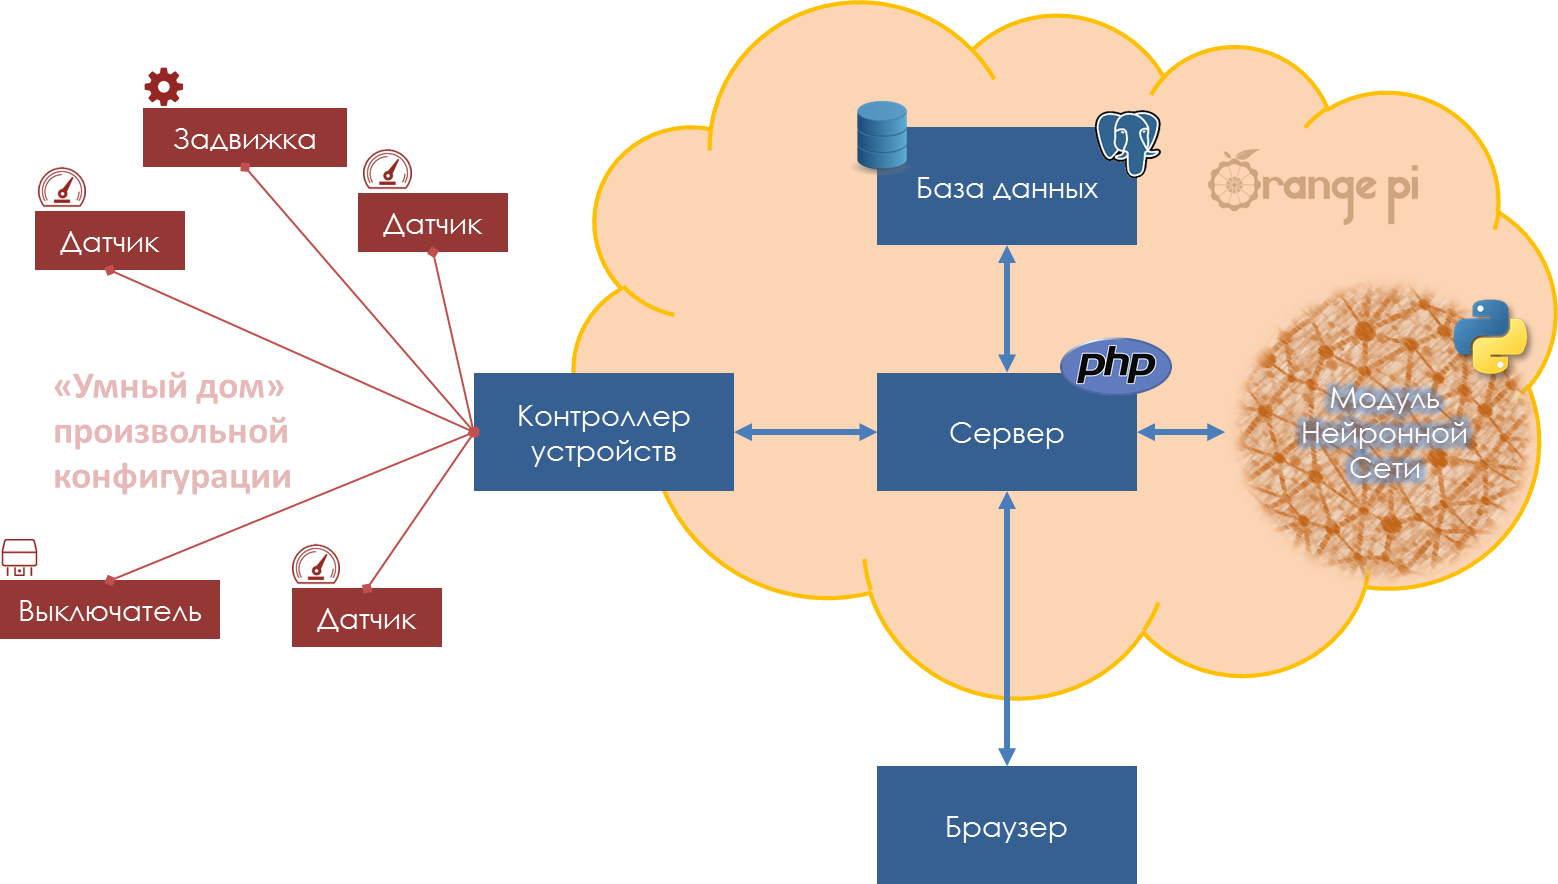 Задвижка
Датчик
Датчик
«Умный дом»
произвольной
конфигурации
Выключатель
Датчик
Контроллер
устройств
База данных
Orange pi
php
Сервер
Модуль
Нейронной
Сети
Браузер